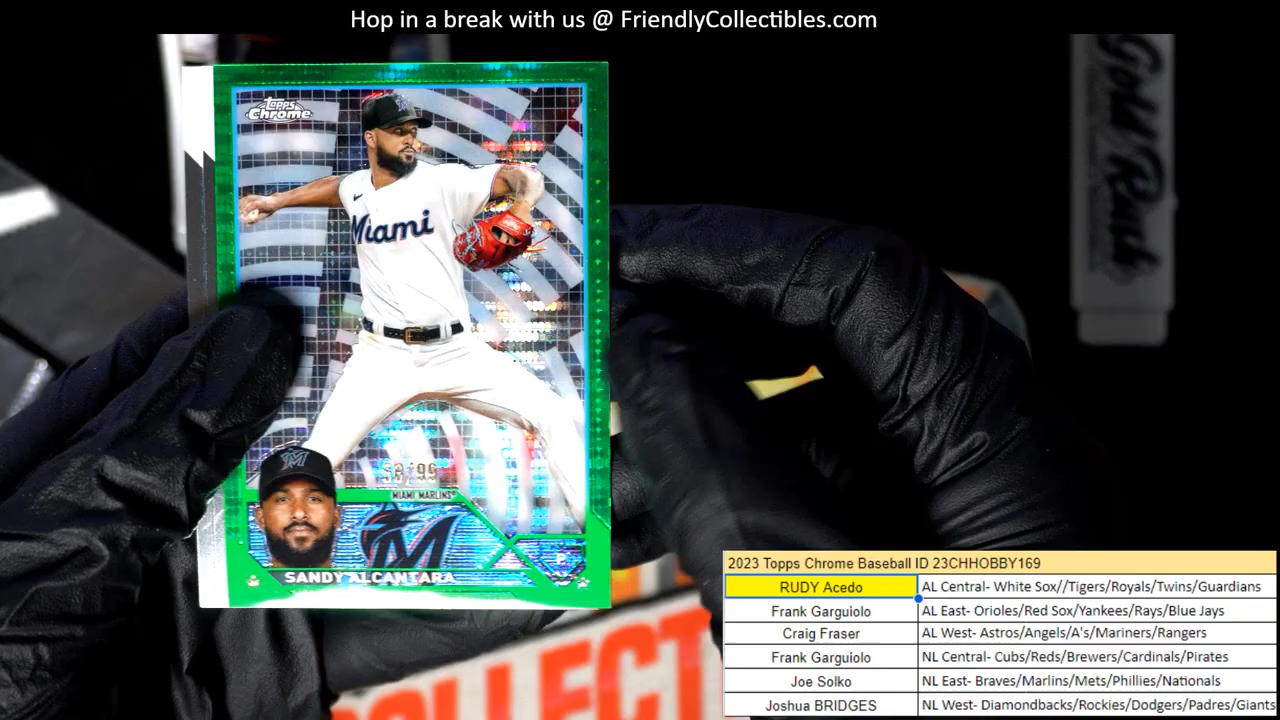 Hop in a break with us @ FriendlyCollectibles.com
Topps
Chrome
Gold Rush
Miami
/99
MIAMI MARLINS
P
SANDY ALCANTARA
COLLECT
2023 Topps Chrome Baseball ID 23CHHOBBY169
RUDY Acedo AL Central- White Sox//Tigers/Royals/Twins/Guardians
Frank Garguiolo AL East- Orioles/Red Sox/Yankees/Rays/Blue Jays
Craig Fraser AL West- Astros/Angels/A's/Mariners/Rangers
Frank Garguiolo NL Central- Cubs/Reds/Brewers/Cardinals/Pirates
Joe Solko NL East- Braves/Marlins/Mets/Phillies/Nationals
Joshua BRIDGES NL West- Diamondbacks/Rockies/Dodgers/Padres/Giants